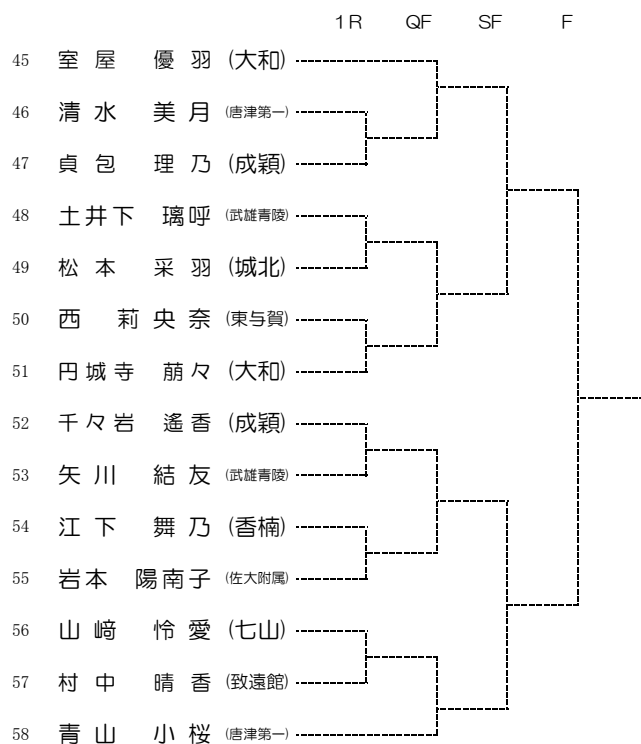 1R QF SF F
45 室屋 優羽 (大和)
46 清水 美月 (唐津第一)
47 貞包 理乃 (成穎)
48 土井下 璃呼 (武雄青陵)
49 松本 采羽 (城北)
50 西 莉央奈 (東与賀)
51 円城寺 萠々 (大和)
52 千々岩 遙香 (成穎)
53 矢川 結友 (武雄青陵)
54 江下 舞乃 (香楠)
55 岩本 陽南子 (佐大附属)
56 山﨑 怜愛 (七山)
57 村中 晴香 (致遠館)
58 青山 小桜 (唐津第一)